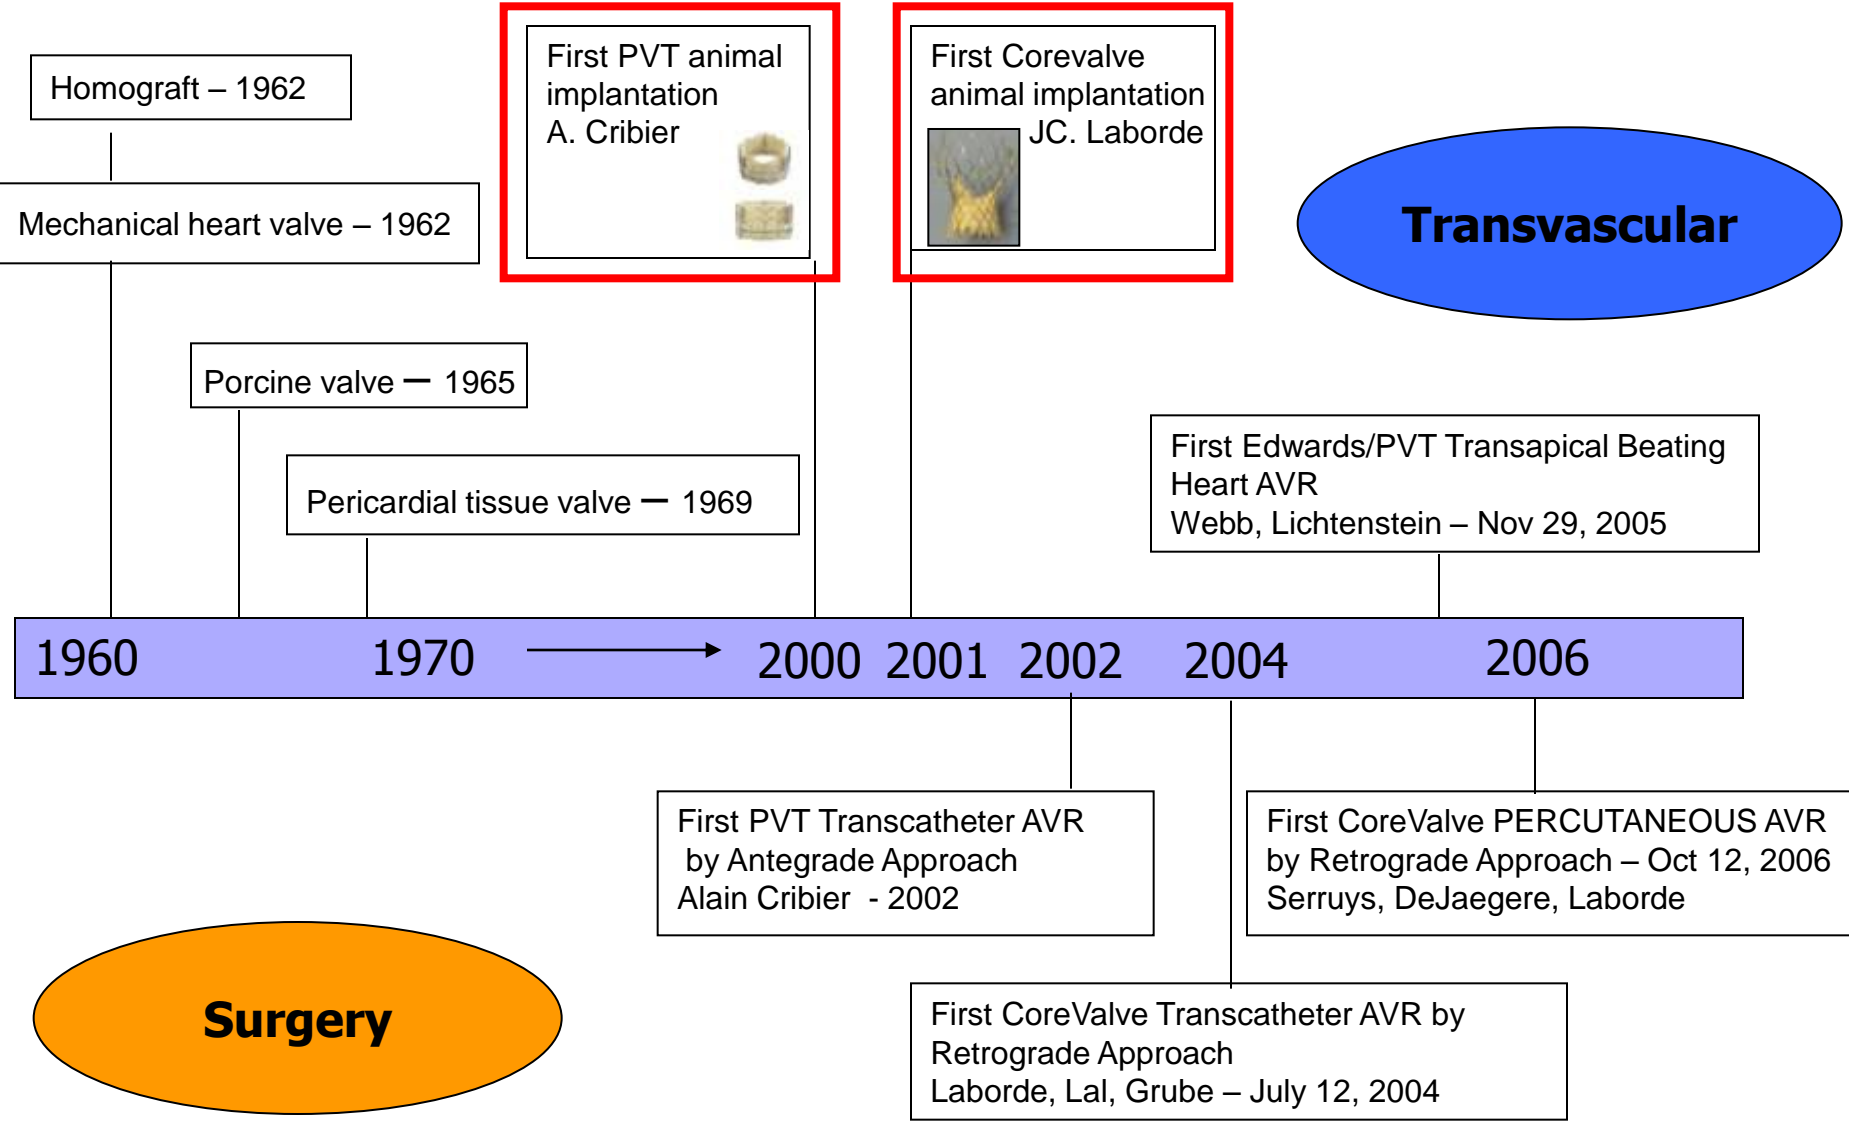 Homograft – 1962
Mechanical heart valve – 1962
First PVT animal
implantation
A. Cribier
First Corevalve
animal implantation
JC. Laborde
Transvascular
Porcine valve – 1965
Pericardial tissue valve – 1969
First Edwards/PVT Transapical Beating
Heart AVR
Webb, Lichtenstein – Nov 29, 2005
1960 1970 2000 2001 2002 2004 2006
First PVT Transcatheter AVR
by Antegrade Approach
Alain Cribier - 2002
First CoreValve PERCUTANEOUS AVR
by Retrograde Approach – Oct 12, 2006
Serruys, DeJaegere, Laborde
Surgery
First CoreValve Transcatheter AVR by
Retrograde Approach
Laborde, Lal, Grube – July 12, 2004